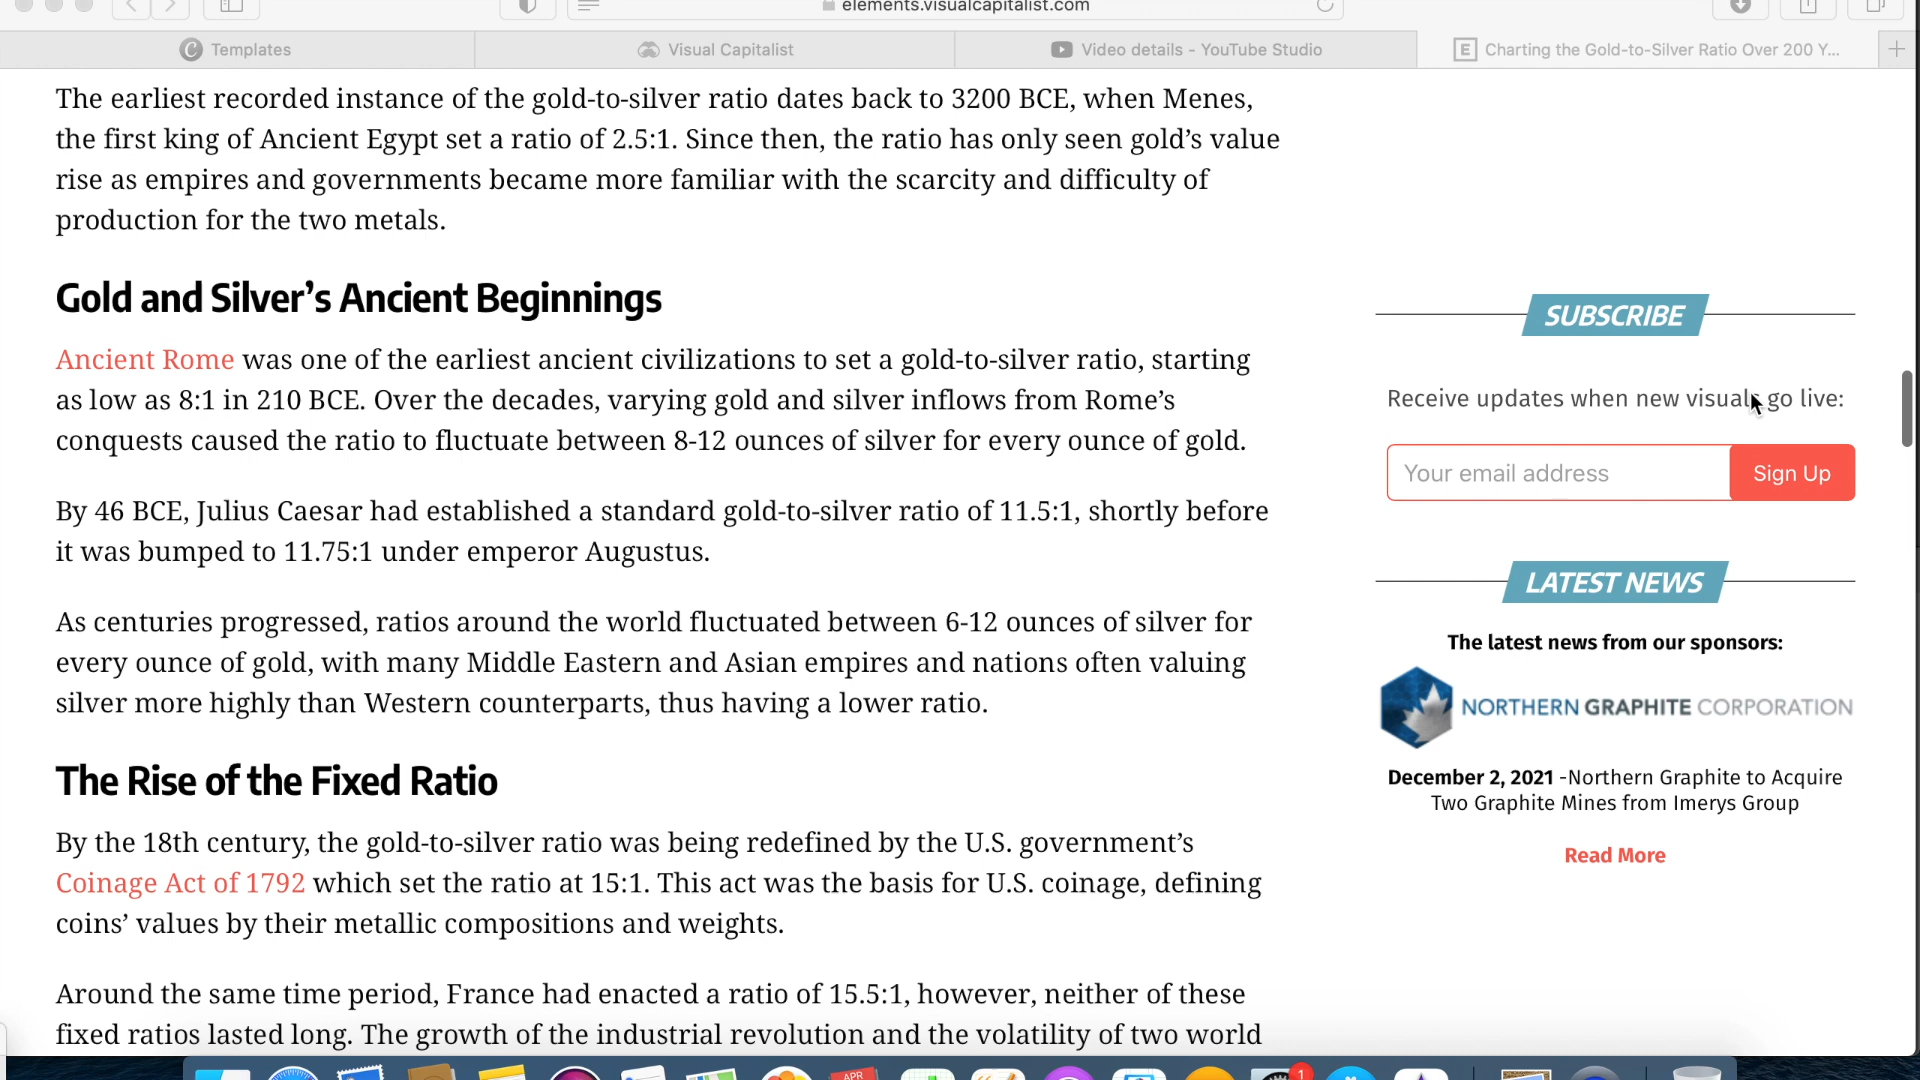 elements.visualcapitalist.com
Templates
Visual Capitalist
Video details - YouTube Studio
E Charting the Gold-to-Silver Ratio Over 200 Y...
The earliest recorded instance of the gold-to-silver ratio dates back to 3200 BCE, when Menes,
the first king of Ancient Egypt set a ratio of 2.5:1. Since then, the ratio has only seen gold’s value
rise as empires and governments became more familiar with the scarcity and difficulty of
production for the two metals.
Gold and Silver’s Ancient Beginnings
Ancient Rome was one of the earliest ancient civilizations to set a gold-to-silver ratio, starting
as low as 8:1 in 210 BCE. Over the decades, varying gold and silver inflows from Rome’s
conquests caused the ratio to fluctuate between 8-12 ounces of silver for every ounce of gold.
By 46 BCE, Julius Caesar had established a standard gold-to-silver ratio of 11.5:1, shortly before
it was bumped to 11.75:1 under emperor Augustus.
As centuries progressed, ratios around the world fluctuated between 6-12 ounces of silver for
every ounce of gold, with many Middle Eastern and Asian empires and nations often valuing
silver more highly than Western counterparts, thus having a lower ratio.
The Rise of the Fixed Ratio
By the 18th century, the gold-to-silver ratio was being redefined by the U.S. government’s
Coinage Act of 1792 which set the ratio at 15:1. This act was the basis for U.S. coinage, defining
coins’ values by their metallic compositions and weights.
Around the same time period, France had enacted a ratio of 15.5:1, however, neither of these
fixed ratios lasted long. The growth of the industrial revolution and the volatility of two world
SUBSCRIBE
Receive updates when new visuals go live:
Your email address
Sign Up
LATEST NEWS
The latest news from our sponsors:
NORTHERN GRAPHITE CORPORATION
December 2, 2021 -Northern Graphite to Acquire
Two Graphite Mines from Imerys Group
Read More
APR
1